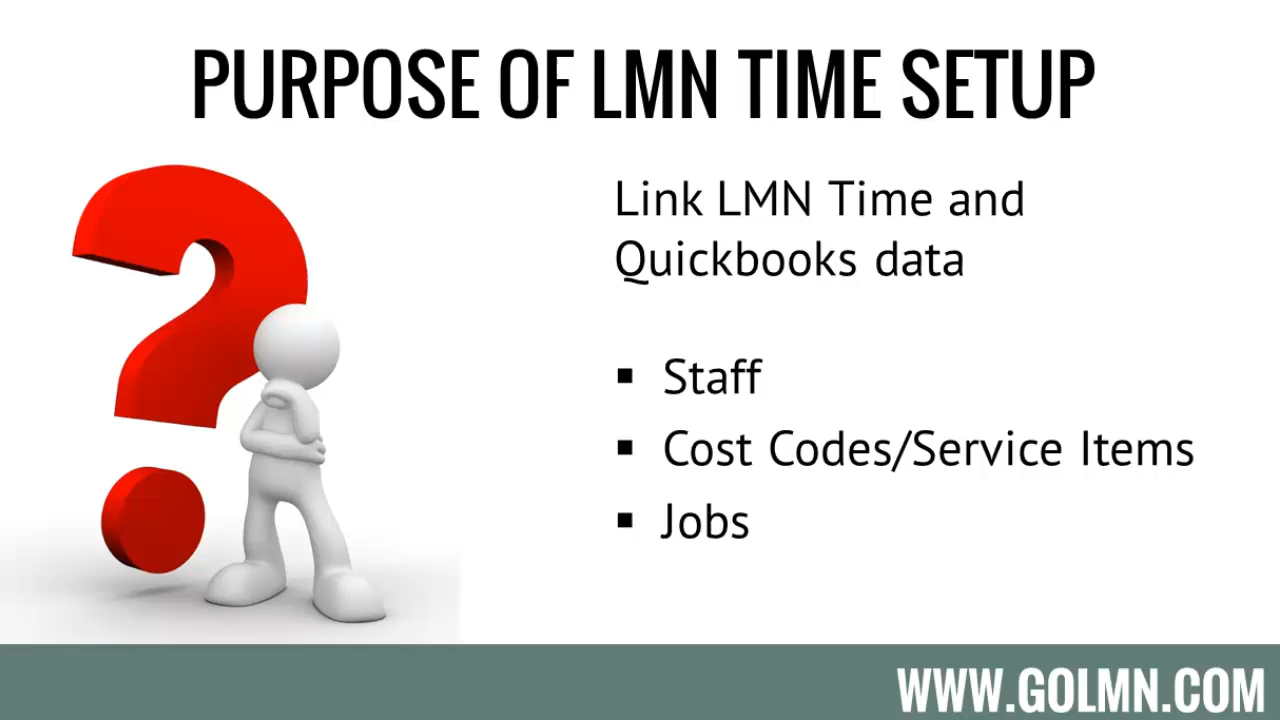 PURPOSE OF LMN TIME SETUP
Link LMN Time and
Quickbooks data
▪ Staff
▪ Cost Codes/Service Items
▪ Jobs
WWW.GOLMN.COM